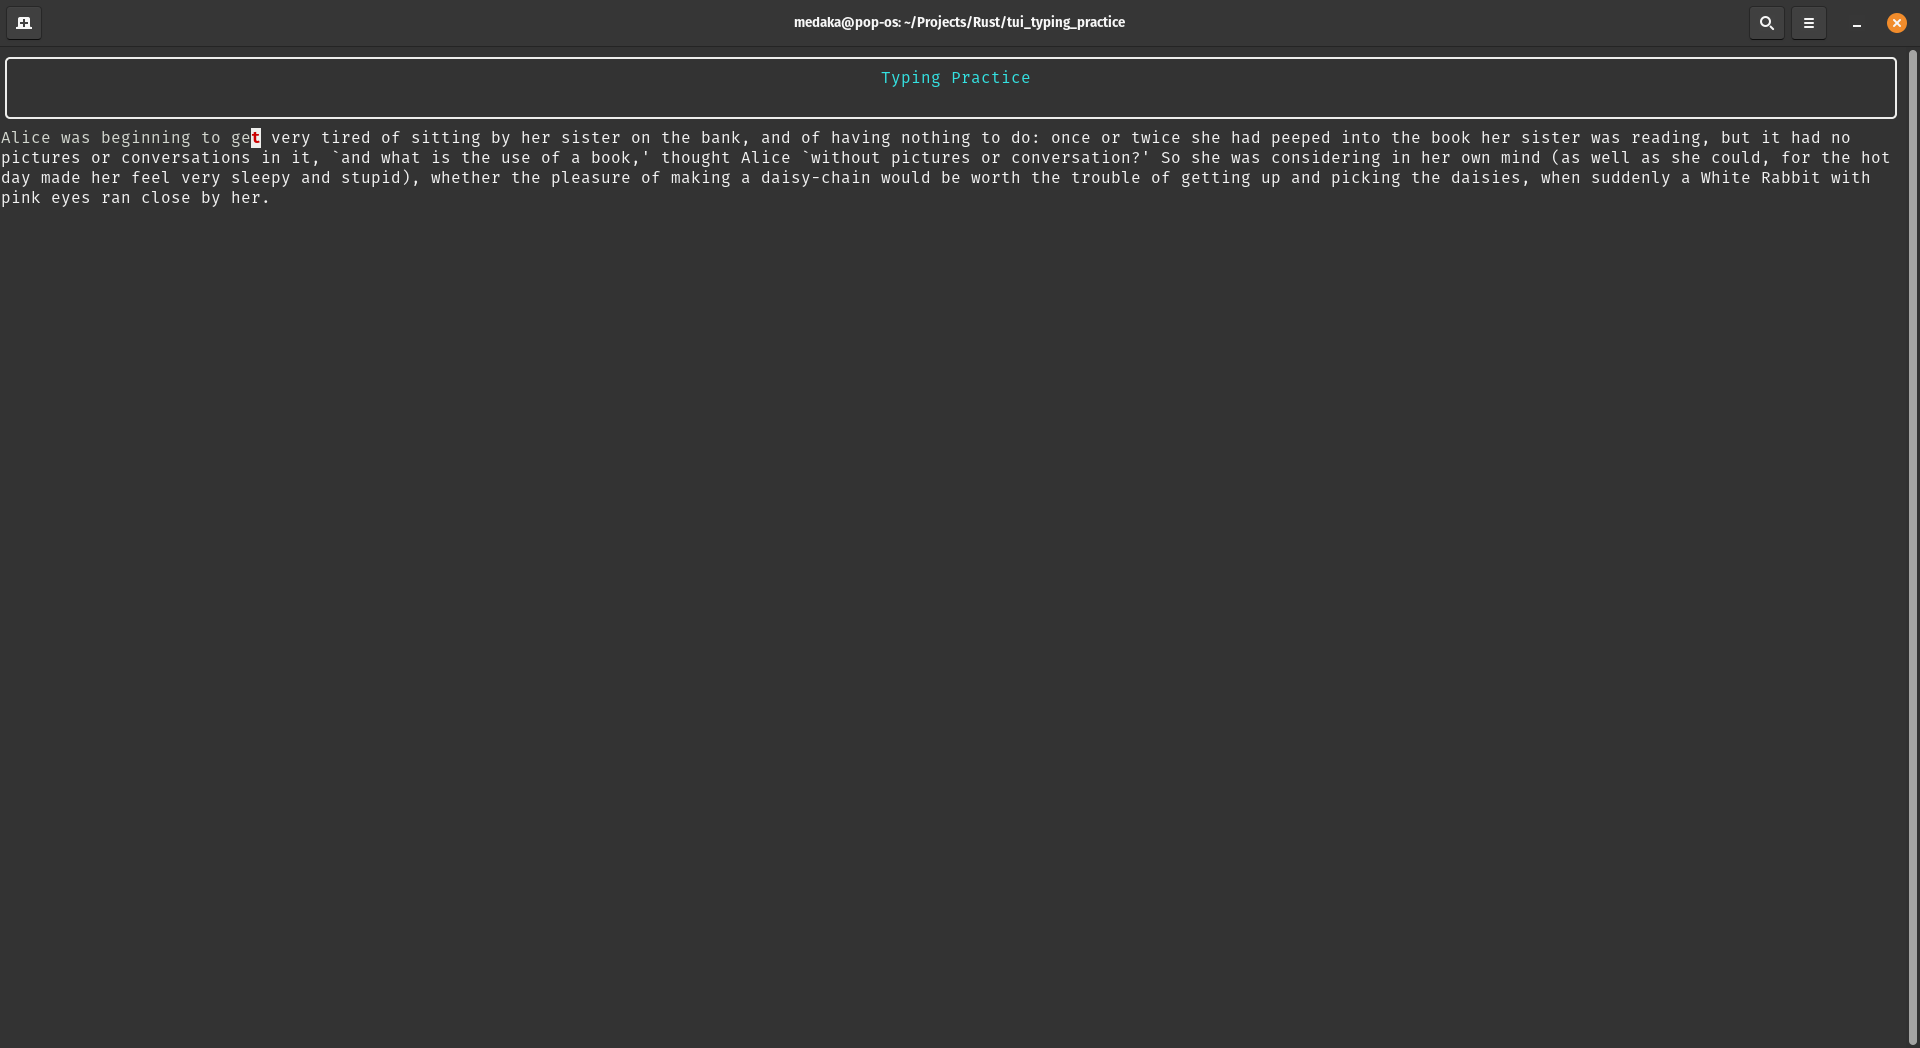 medaka@pop-os: ~/Projects/Rust/tui_typing_practice
Typing Practice
Alice was beginning to get very tired of sitting by her sister on the bank, and of having nothing to do: once or twice she had peeped into the book her sister was reading, but it had no
pictures or conversations in it, `and what is the use of a book,' thought Alice `without pictures or conversation?' So she was considering in her own mind (as well as she could, for the hot
day made her feel very sleepy and stupid), whether the pleasure of making a daisy-chain would be worth the trouble of getting up and picking the daisies, when suddenly a White Rabbit with
pink eyes ran close by her.